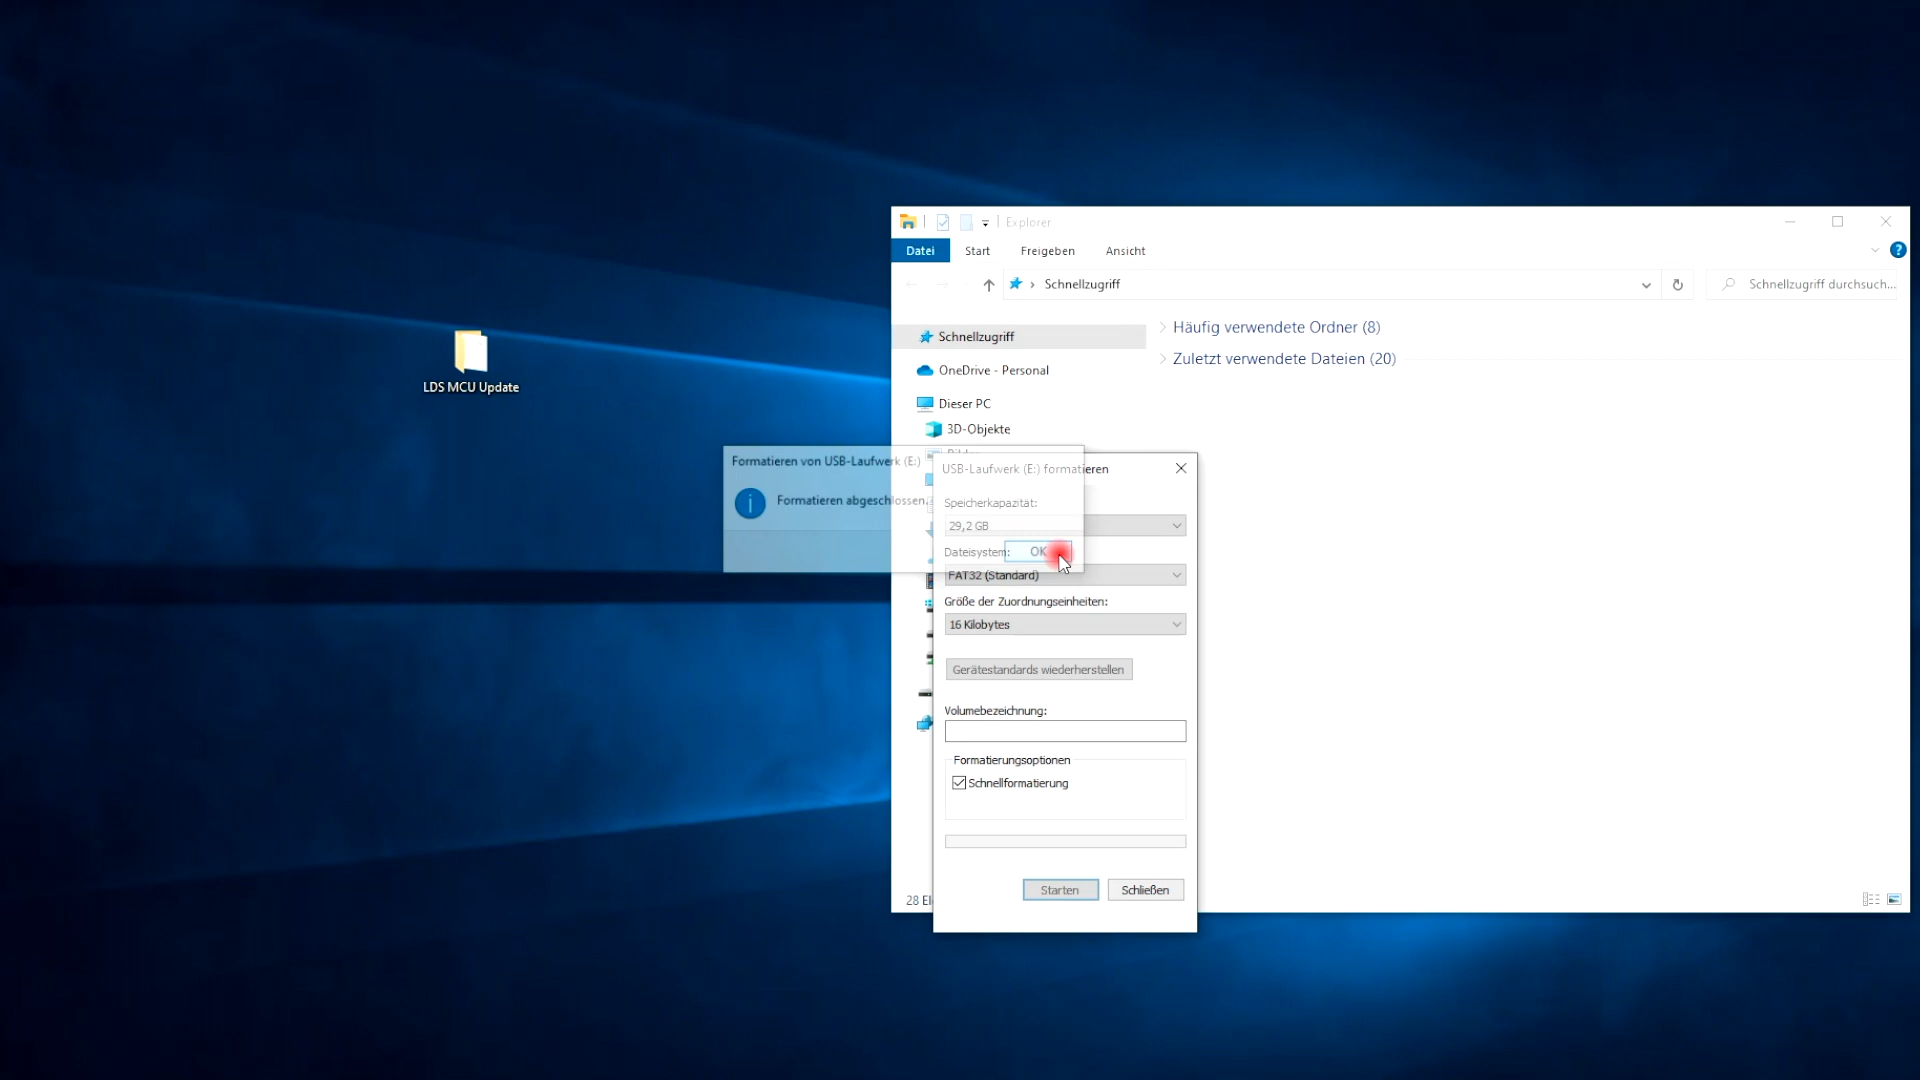 LDS MCU Update
Explorer
Datei
Start
Freigeben
Ansicht
?
Schnellzugriff
Schnellzugriff durchsuch...
Schnellzugriff
OneDrive - Personal
Dieser PC
3D-Objekte
Häufig verwendete Ordner (8)
Zuletzt verwendete Dateien (20)
Formatieren von USB-Laufwerk (E:)
Formatieren abgeschlossen.
OK
USB-Laufwerk (E:) formatieren
Speicherkapazität:
29,2 GB
Dateisystem:
FAT32 (Standard)
Größe der Zuordnungseinheiten:
16 Kilobytes
Gerätestandards wiederherstellen
Volumebezeichnung:
Formatierungsoptionen
Schnellformatierung
Starten
Schließen
28 El